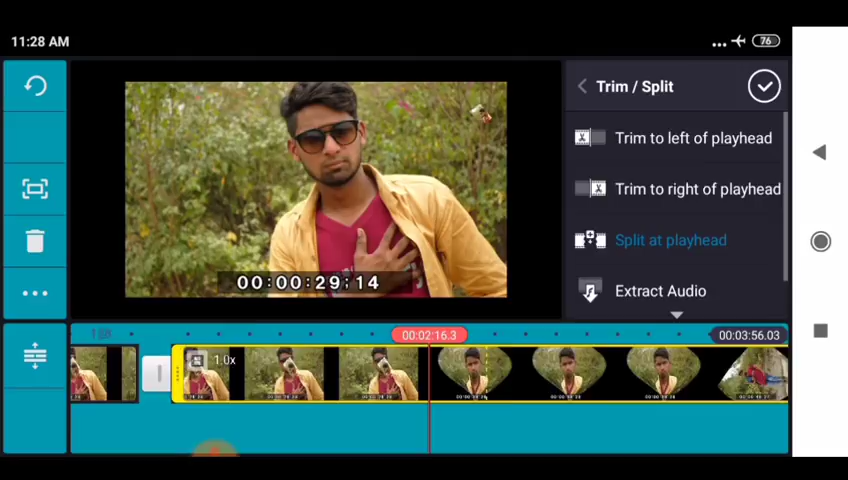 11:28 AM
76
Trim / Split
Trim to left of playhead
Trim to right of playhead
Split at playhead
Extract Audio
00:00:29;14
00:02:16.3
00:03:56.03
1.0x